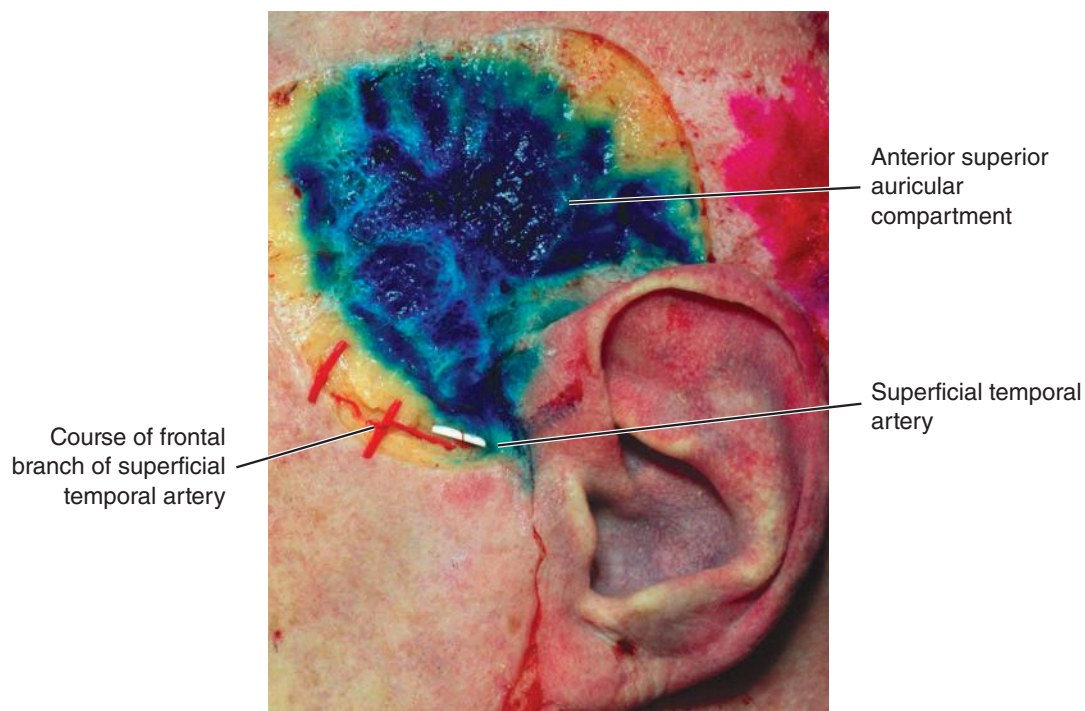 Anterior superior
auricular
compartment
Superficial temporal
artery
Course of frontal
branch of superficial
temporal artery